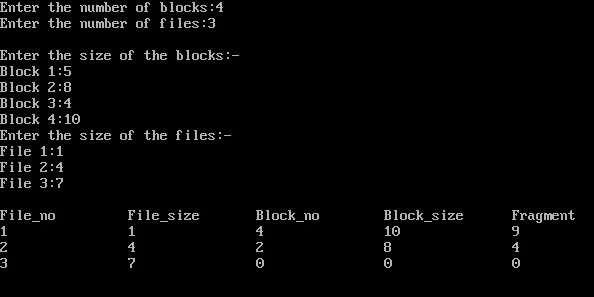 Enter the number of blocks:4
Enter the number of files:3
Enter the size of the blocks:-
Block 1:5
Block 2:8
Block 3:4
Block 4:10
Enter the size of the files:-
File 1:1
File 2:4
File 3:7
File_no File_size Block_no Block_size Fragment
1 1 4 10 9
2 4 2 8 4
3 7 0 0 0